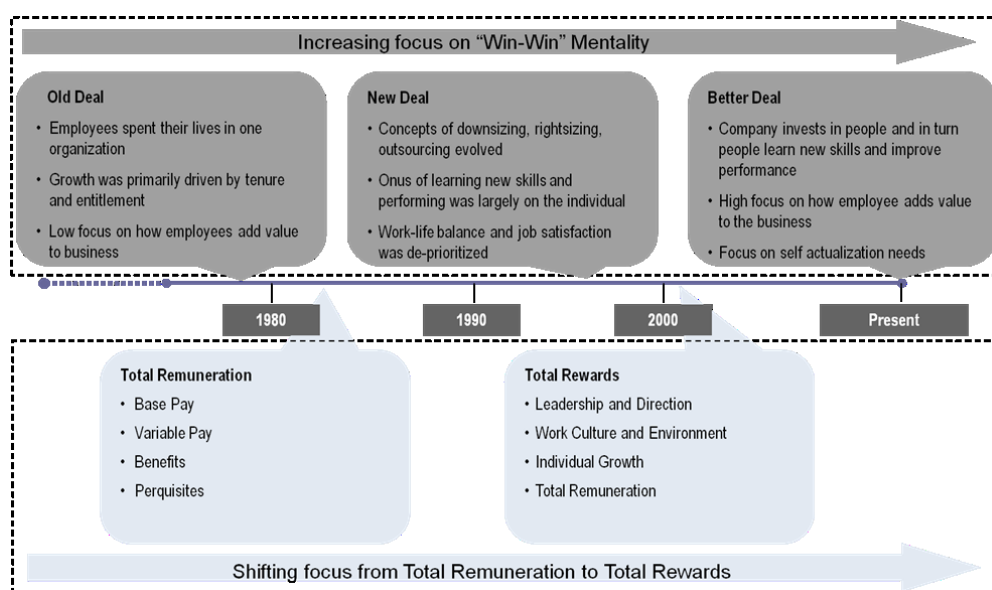 Increasing focus on “Win-Win” Mentality
Old Deal
• Employees spent their lives in one
organization
• Growth was primarily driven by tenure
and entitlement
• Low focus on how employees add value
to business
New Deal
• Concepts of downsizing, rightsizing,
outsourcing evolved
• Onus of learning new skills and
performing was largely on the individual
• Work-life balance and job satisfaction
was de-prioritized
Better Deal
• Company invests in people and in turn
people learn new skills and improve
performance
• High focus on how employee adds value
to the business
• Focus on self actualization needs
1980
1990
2000
Present
Total Remuneration
• Base Pay
• Variable Pay
• Benefits
• Perquisites
Total Rewards
• Leadership and Direction
• Work Culture and Environment
• Individual Growth
• Total Remuneration
Shifting focus from Total Remuneration to Total Rewards